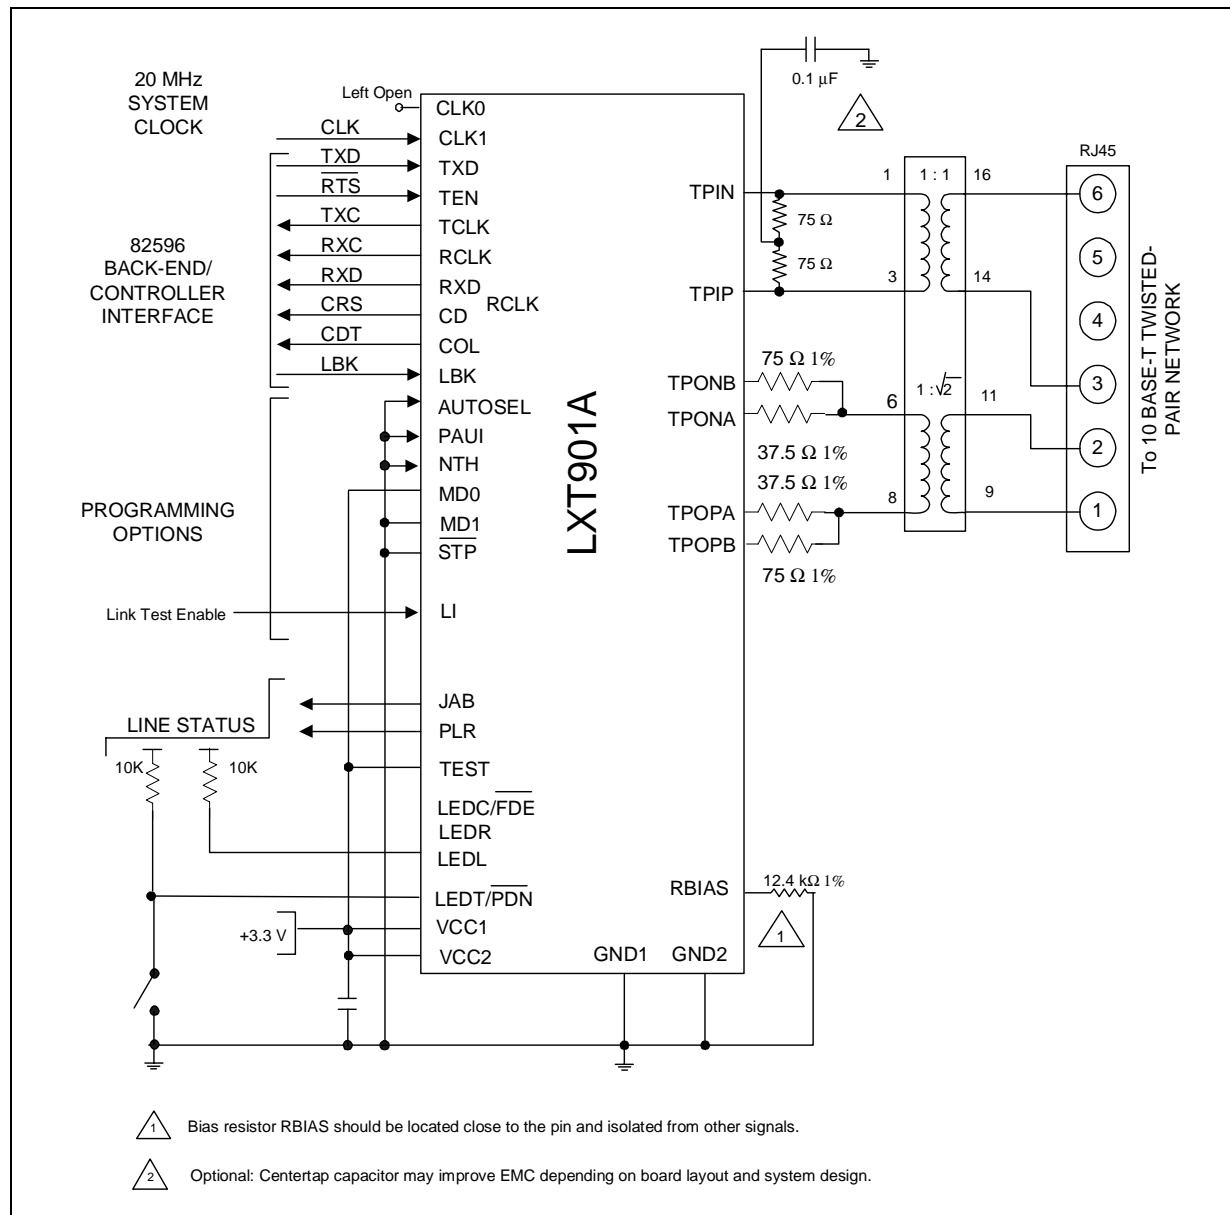 20 MHz
SYSTEM
CLOCK
82596
BACK-END/
CONTROLLER
INTERFACE
PROGRAMMING
OPTIONS
Link Test Enable
LINE STATUS
10K
10K
+3.3 V
Left Open
CLK
TXD
RTS
TXC
RXC
RXD
CRS
CDT
LBK
CLK0
CLK1
TXD
TEN
TCLK
RCLK
RXD
RCLK
CD
COL
LBK
AUTOSEL
PAUI
NTH
MD0
MD1
STP
LI
JAB
PLR
TEST
LEDC/FDE
LEDR
LEDL
LEDT/PDN
VCC1
VCC2
LXT901A
GND1
GND2
TPIN
TPIP
TPONB
TPONA
TPOPA
TPOPB
RBIAS
0.1 µF
2
75 Ω
75 Ω
75 Ω 1%
37.5 Ω 1%
37.5 Ω 1%
75 Ω 1%
12.4 kΩ 1%
1
1
1 : 1
16
3
14
6
1 :√2
11
8
9
RJ45
6
5
4
3
2
1
To 10 BASE-T TWISTED-
PAIR NETWORK
1 Bias resistor RBIAS should be located close to the pin and isolated from other signals.
2 Optional: Centertap capacitor may improve EMC depending on board layout and system design.